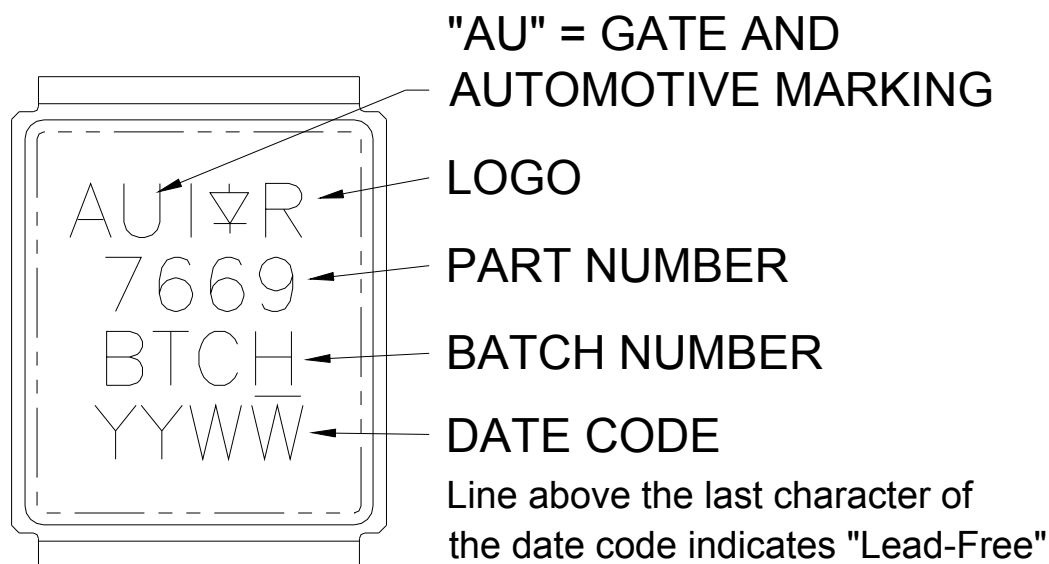 "AU" = GATE AND
AUTOMOTIVE MARKING
LOGO
AUI R
PART NUMBER
7669
BATCH NUMBER
BTCH
DATE CODE
YYWW̅
Line above the last character of
the date code indicates "Lead-Free"